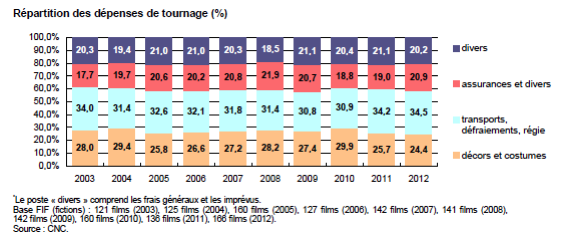 Répartition des dépenses de tournage (%)
100,0%
90,0%
80,0%
70,0%
60,0%
50,0%
40,0%
30,0%
20,0%
10,0%
0,0%
20,3 19,4 21,0 21,0 20,3 18,5 21,1 20,4 21,1 20,2
17,7 19,7 20,6 20,2 20,8 21,9 20,7 18,8 19,0 20,9
34,0 31,4 32,6 32,1 31,8 31,4 30,8 30,9 34,2 34,5
28,0 29,4 25,8 26,6 27,2 28,2 27,4 29,9 25,7 24,4
2003 2004 2005 2006 2007 2008 2009 2010 2011 2012
divers
assurances et divers
transports,
défraiements, régie
décors et costumes
*Le poste « divers » comprend les frais généraux et les imprévus.
Base FIF (fictions) : 121 films (2003), 125 films (2004), 160 films (2005), 127 films (2006), 142 films (2007), 141 films (2008),
142 films (2009), 160 films (2010), 136 films (2011), 166 films (2012).
Source : CNC.